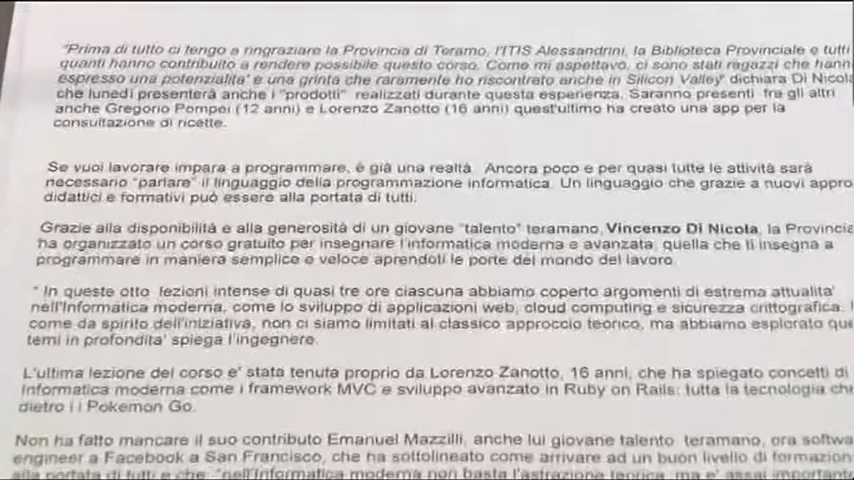 "Prima di tutto ci tengo a ringraziare la Provincia di Teramo, l'ITIS Alessandrini, la Biblioteca Provinciale e tutti
quanti hanno contribuito a rendere possibile questo corso. Come mi aspettavo, ci sono stati ragazzi che hann
espresso una potenzialita' e una grinta che raramente ho riscontrato anche in Silicon Valley" dichiara Di Nicola
che lunedì presenterà anche i "prodotti" realizzati durante questa esperienza. Saranno presenti fra gli altri
anche Gregorio Pompei (12 anni) e Lorenzo Zanotto (16 anni) quest'ultimo ha creato una app per la
consultazione di ricette.
Se vuoi lavorare impara a programmare, è già una realtà. Ancora poco e per quasi tutte le attività sarà
necessario "parlare" il linguaggio della programmazione informatica. Un linguaggio che grazie a nuovi appro
didattici e formativi può essere alla portata di tutti.
Grazie alla disponibilità e alla generosità di un giovane "talento" teramano, Vincenzo Di Nicola, la Provincia
ha organizzato un corso gratuito per insegnare l'informatica moderna e avanzata, quella che ti insegna a
programmare in maniera semplice e veloce aprendoti le porte del mondo del lavoro
" In queste otto lezioni intense di quasi tre ore ciascuna abbiamo coperto argomenti di estrema attualita'
nell'Informatica moderna, come lo sviluppo di applicazioni web, cloud computing e sicurezza crittografica.
come da spirito dell'iniziativa, non ci siamo limitati al classico approccio teorico, ma abbiamo esplorato que
temi in profondita' spiega l'ingegnere.
L'ultima lezione del corso e' stata tenuta proprio da Lorenzo Zanotto, 16 anni, che ha spiegato concetti di
Informatica moderna come i framework MVC e sviluppo avanzato in Ruby on Rails: tutta la tecnologia che
dietro i i Pokemon Go.
Non ha fatto mancare il suo contributo Emanuel Mazzilli, anche lui giovane talento teramano, ora softwa
engineer a Facebook a San Francisco, che ha sottolineato come arrivare ad un buon livello di formazion
alla portata di tutti e che "nell'Informatica moderna non basta l'astrazione teorica, ma e' assai important